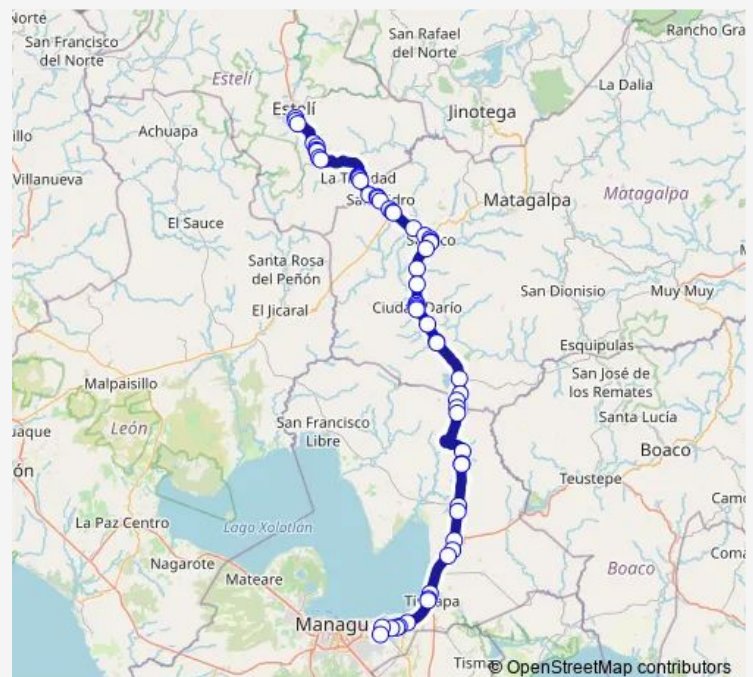 Norte
San Francisco
del Norte
San Rafael
del Norte
Rancho Gra
Estelí
La Dalia
Estelí
Jinotega
Achuapa
illo
Villanueva
La Trinidad
Matagalpa
Matagalpa
El Sauce
Santa Rosa
del Peñón
San Dionisio
Muy Muy
El Jicaral
Ciudad Darío
Esquipulas
Malpaisillo
San José de
los Remates
León
San Francisco
Libre
Santa Lucía
uaque
Boaco
ón
Teustepe
La Paz Centro
Lago Xolotlán
Nagarote
Mateare
Boaco
Managu
Tisma
© OpenStreetMap contributors